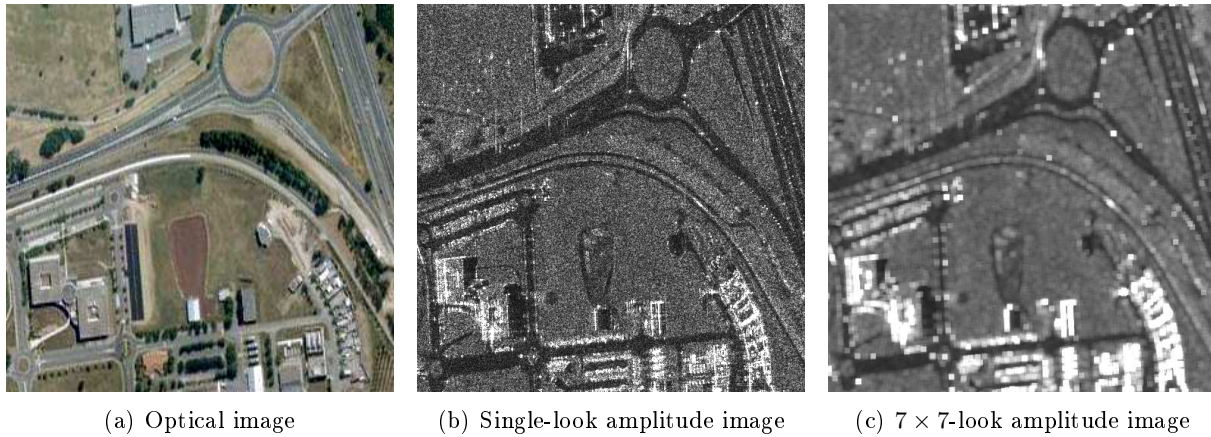 (a) Optical image
(b) Single-look amplitude image
(c) 7 × 7-look amplitude image